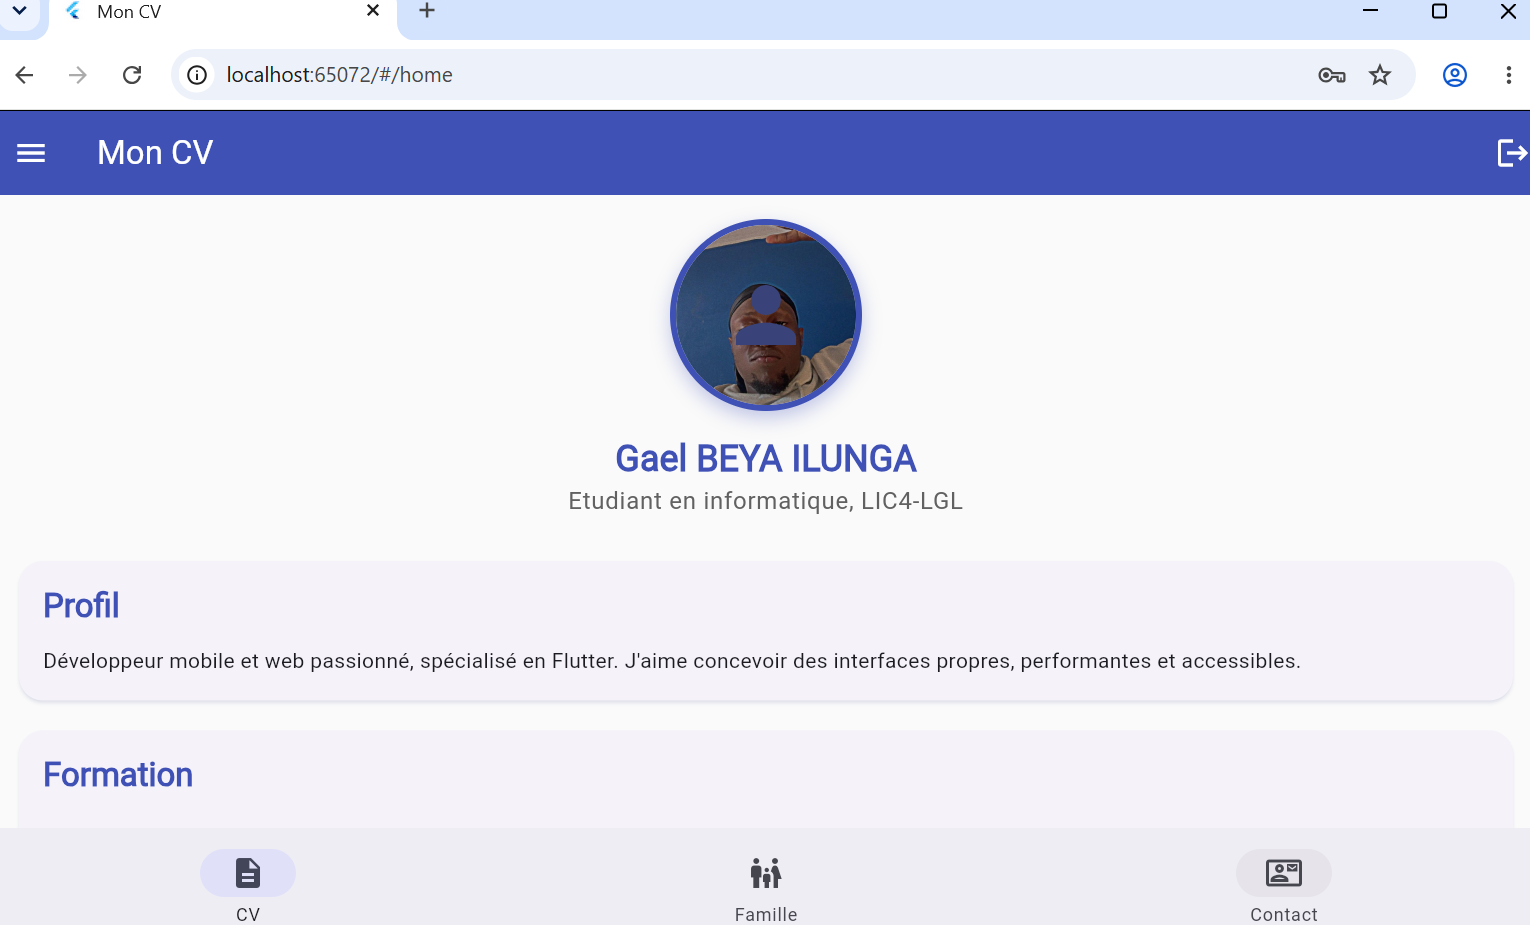 Mon CV
localhost:65072/#/home
Mon CV
Gael BEYA ILUNGA
Etudiant en informatique, LIC4-LGL
Profil
Développeur mobile et web passionné, spécialisé en Flutter. J'aime concevoir des interfaces propres, performantes et accessibles.
Formation
CV
Famille
Contact